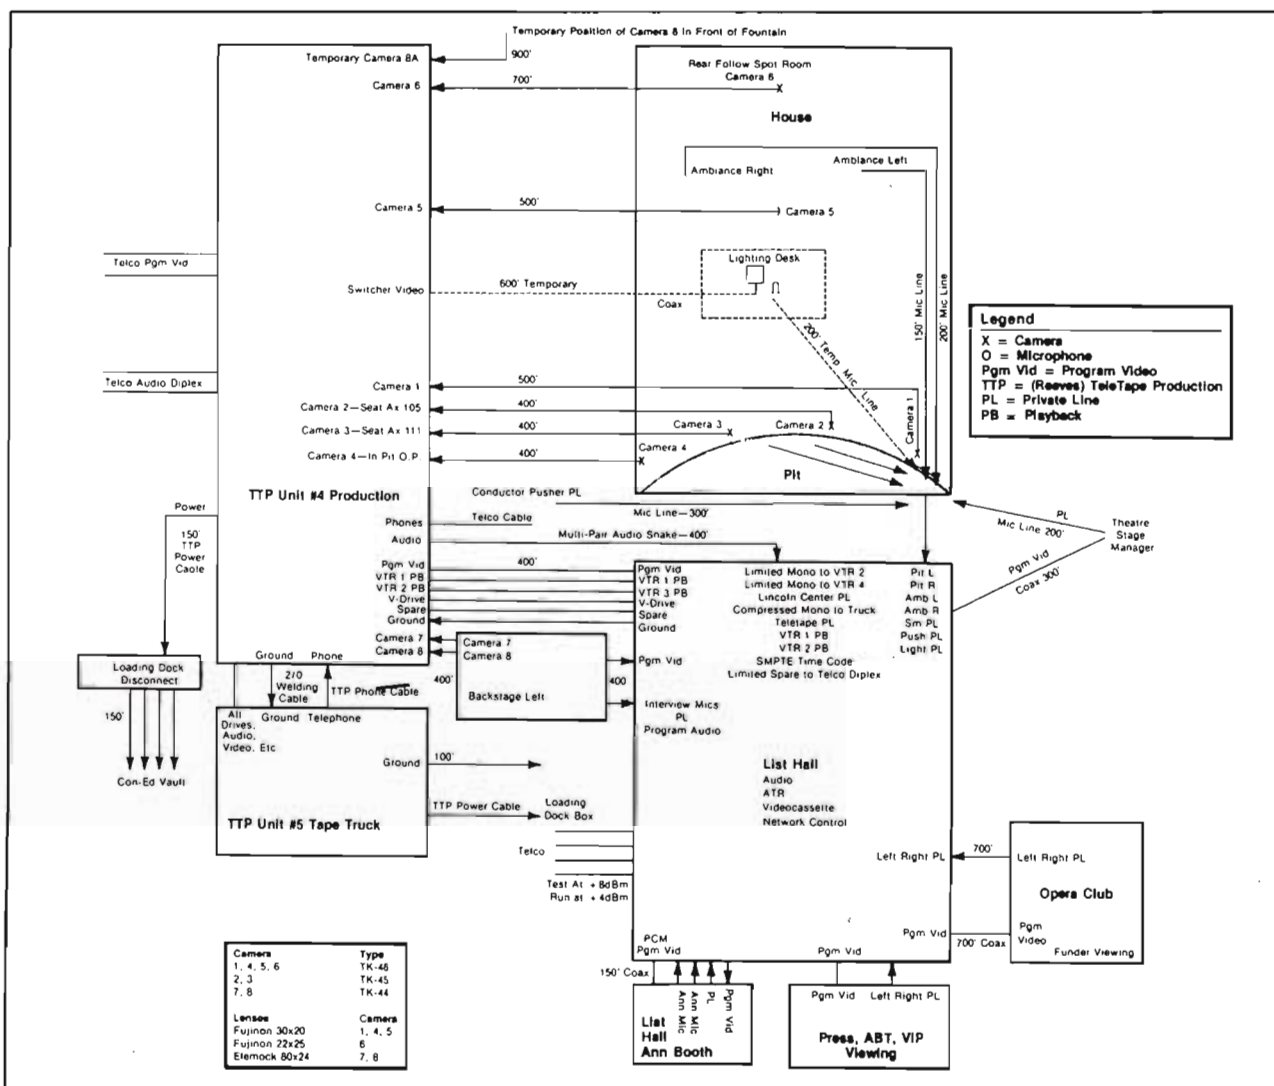 Temporary Position of Camera 8 In Front of Fountain
Temporary Camera 8A
900'
Camera 6
700'
Rear Follow Spot Room
Camera 6
House
Ambiance Left
Ambiance Right
Camera 5
500'
Camera 5
Telco Pgm Vid
Lighting Desk
Switcher Video
600' Temporary
Coax
200' Temp. Mic Line
150' Mic Line
200' Mic Line
Legend
X = Camera
O = Microphone
Pgm Vid = Program Video
TTP = (Reeves) TeleTape Production
PL = Private Line
PB = Playback
Telco Audio Diplex
Camera 1
500'
Camera 2—Seat Ax 105
400'
Camera 3—Seat Ax 111
400'
Camera 4—In Pit O.P.
400'
Camera 3
Camera 2
Camera 1
Camera 4
Pit
TTP Unit #4 Production
Conductor Pusher PL
Mic Line—300'
PL
Mic Line 200'
Theatre
Stage
Manager
Pgm Vid
Coax 300'
Power
150'
TTP
Power
Cable
Phones
Telco Cable
Audio
Multi-Pair Audio Snake—400'
400'
Pgm Vid
VTR 1 PB
VTR 2 PB
V-Drive
Spare
Ground
Camera 7
Camera 8
Pgm Vid
VTR 1 PB
VTR 3 PB
V-Drive
Spare
Ground
Limited Mono to VTR 2
Limited Mono to VTR 4
Lincoln Center PL
Compressed Mono to Truck
Teletape PL
VTR 1 PB
VTR 2 PB
SMPTE Time Code
Limited Spare to Telco Diplex
Pit L
Pit R
Amb L
Amb R
Sm PL
Push PL
Light PL
Camera 7
Camera 8
Backstage Left
400'
400
Pgm Vid
Interview Mics
PL
Program Audio
Loading Dock
Disconnect
150'
Con-Ed Vault
Ground
Phone
2/0
Welding
Cable
TTP Phone Cable
All
Drives,
Audio,
Video, Etc
Ground
Telephone
Ground
100'
TTP Power Cable
Loading
Dock Box
TTP Unit #5 Tape Truck
List Hall
Audio
ATR
Videocassette
Network Control
Telco
Test At +8dBm
Run at +4dBm
Left Right PL
700'
Left Right PL
Opera Club
Pgm Vid
700' Coax
Pgm
Video
Funder Viewing
PCM
Pgm Vid
Pgm Vid
150' Coax
Ann Mic
Ann Mic
PL
Pgm Vid
List
Hall
Ann Booth
Pgm Vid
Left Right PL
Press, ABT, VIP
Viewing
Camera Type
1, 4, 5, 6 TK-46
2, 3 TK-45
7, 8 TK-44
Lenses Camera
Fujinon 30x20 1, 4, 5
Fujinon 22x25 6
Elemock 80x24 7, 8